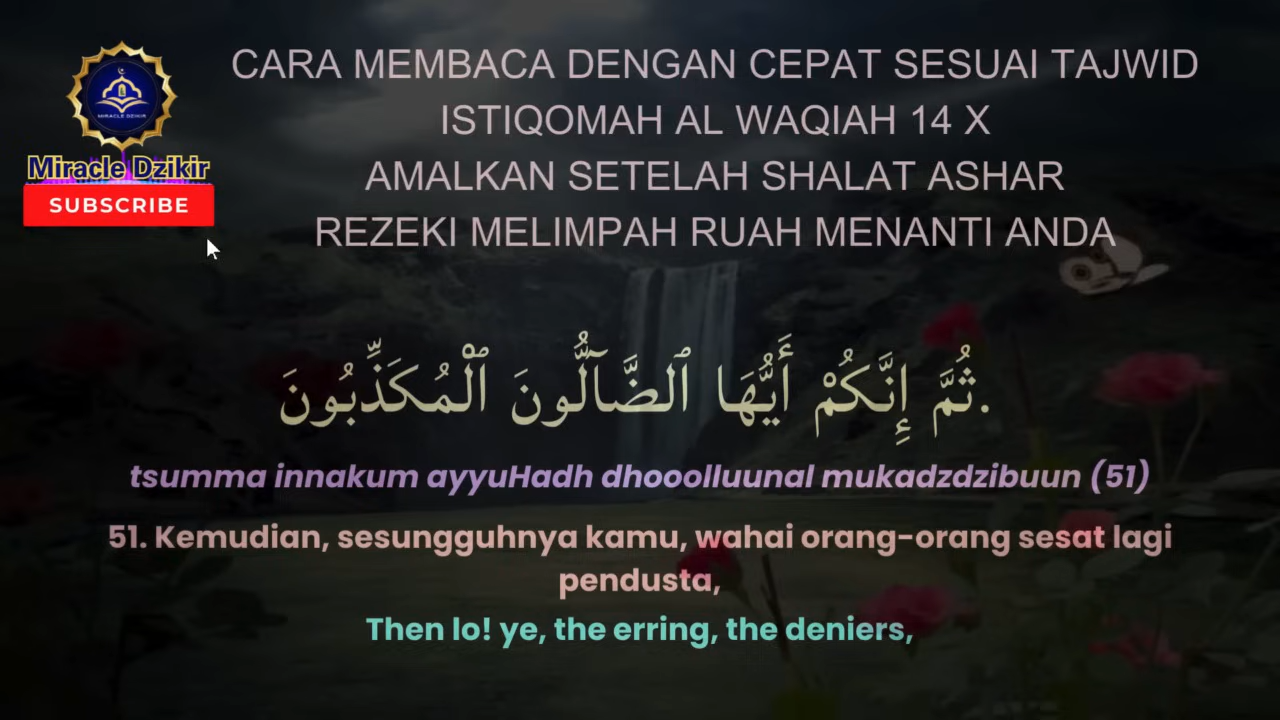 CARA MEMBACA DENGAN CEPAT SESUAI TAJWID
ISTIQOMAH AL WAQIAH 14 X
AMALKAN SETELAH SHALAT ASHAR
REZEKI MELIMPAH RUAH MENANTI ANDA
MIRACLE DZIKIR
Miracle Dzikir
SUBSCRIBE
ثُمَّ إِنَّكُمْ أَيُّهَا ٱلضَّآلُّونَ ٱلْمُكَذِّبُونَ.
tsumma innakum ayyuHadh dhooolluunal mukadzdzibuun (51)
51. Kemudian, sesungguhnya kamu, wahai orang-orang sesat lagi
pendusta,
Then lo! ye, the erring, the deniers,